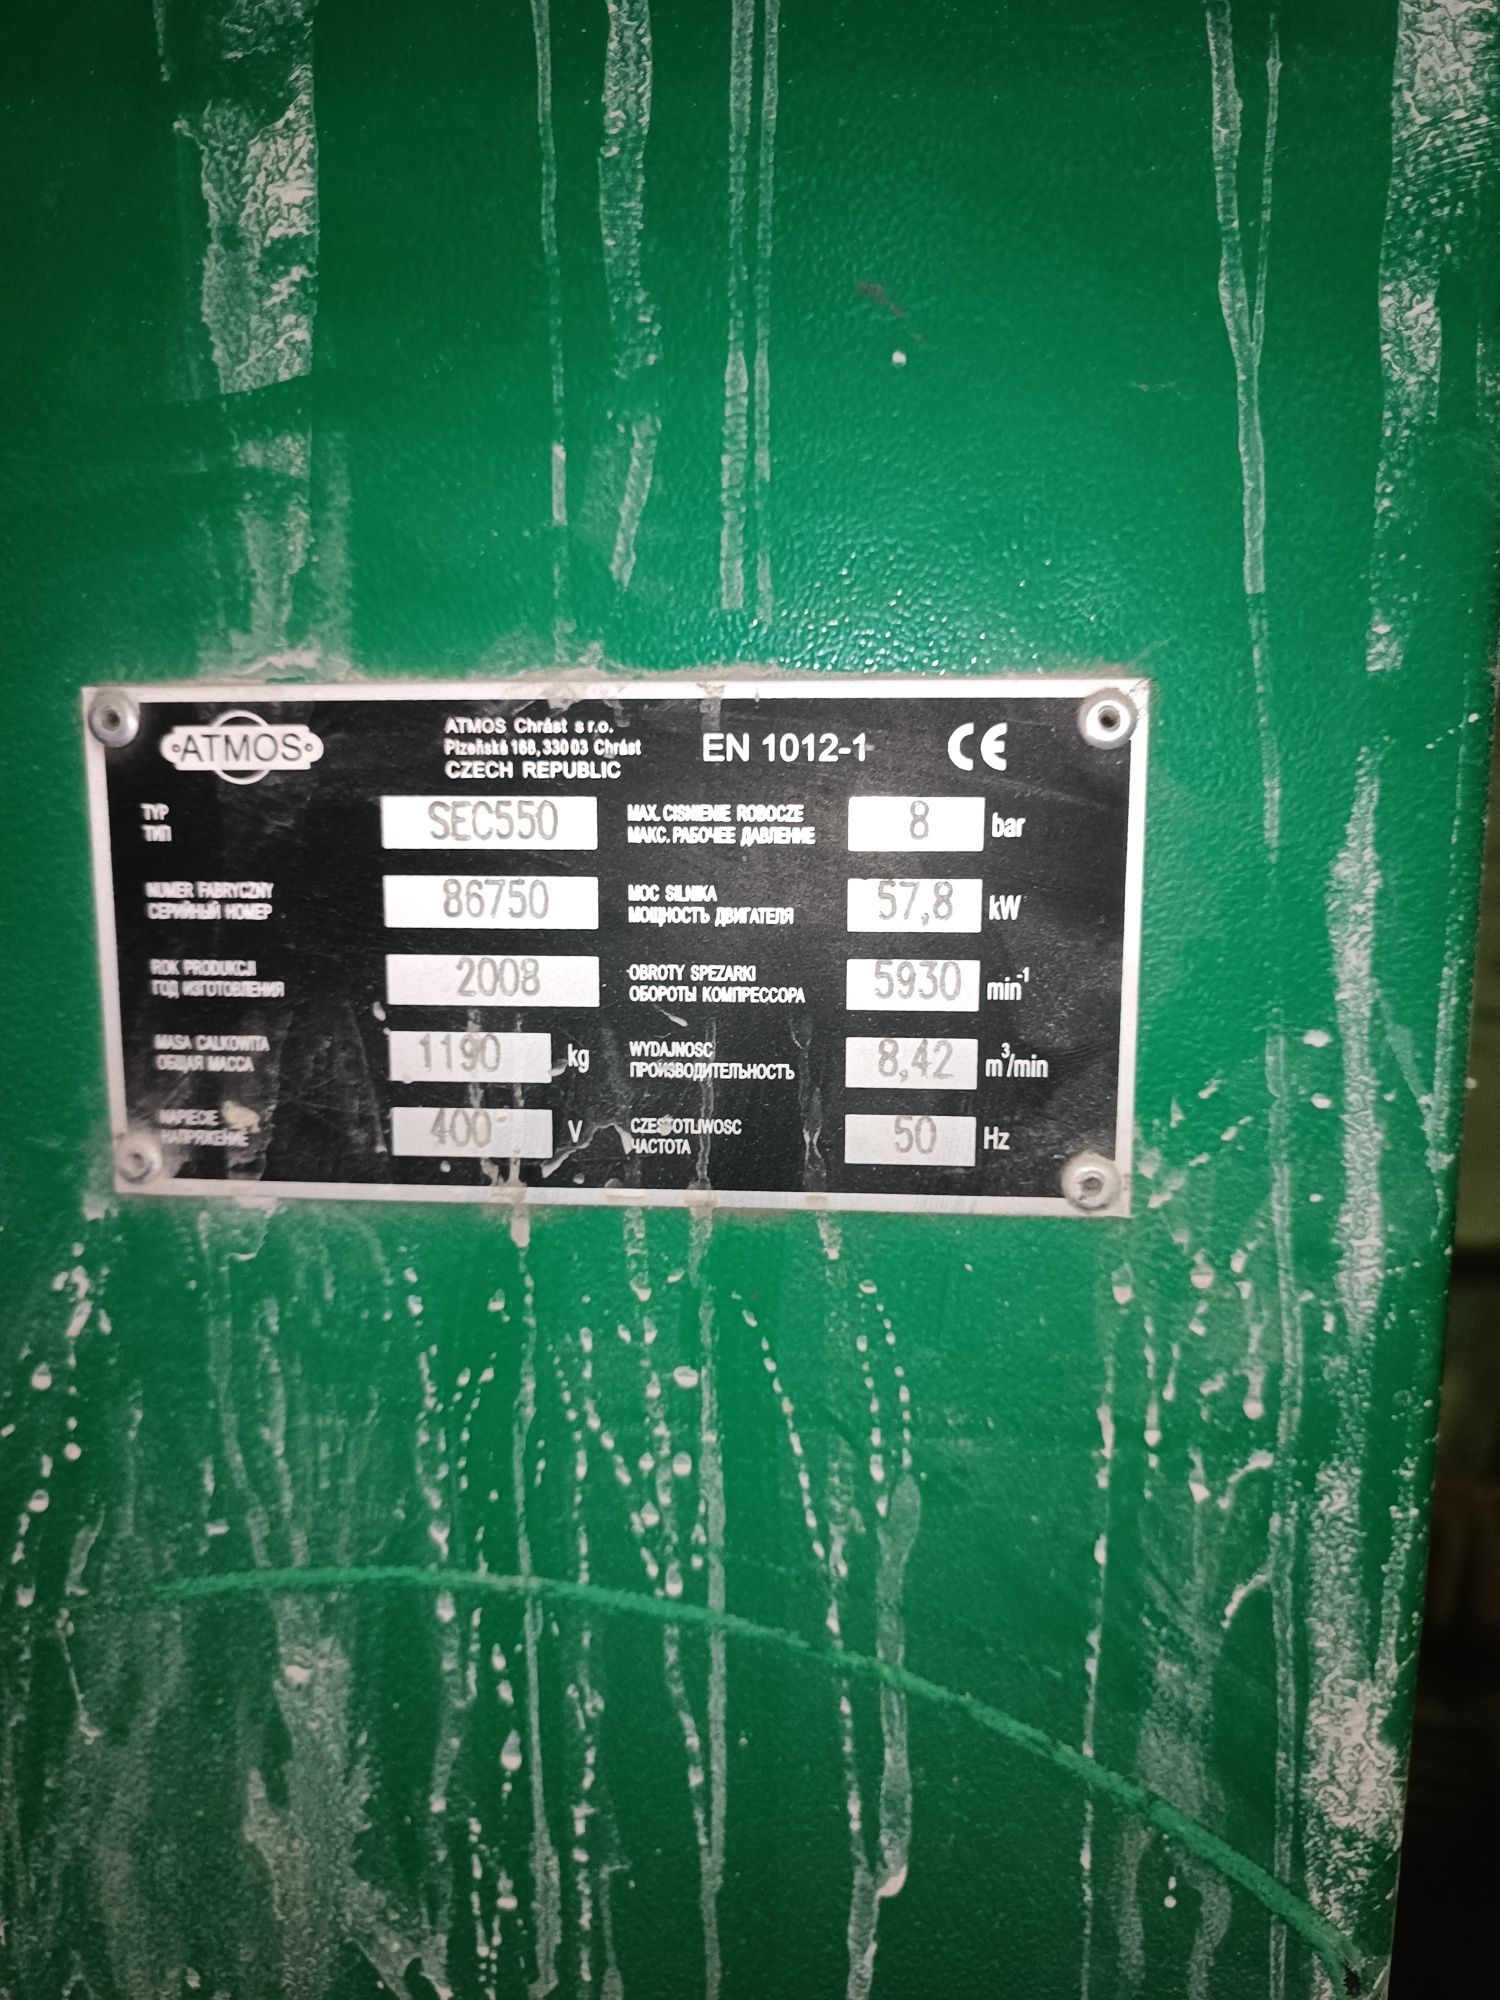 ATMOS
ATMOS Chrást s r.o.
Plzeňská 168, 330 03 Chrást
CZECH REPUBLIC
EN 1012-1
CE
TYP
ТИП
SEC550
MAX. CISNIENIE ROBOCZE
МАКС. РАБОЧЕЕ ДАВЛЕНИЕ
8 bar
NUMER FABRYCZNY
СЕРИЙНЫЙ НОМЕР
86750
MOC SILNIKA
МОЩНОСТЬ ДВИГАТЕЛЯ
57,8 kW
ROK PRODUKCJI
ГОД ИЗГОТОВЛЕНИЯ
2008
OBROTY SPEZARKI
ОБОРОТЫ КОМПРЕССОРА
5930 min⁻¹
MASA CALKOWITA
ОБЩАЯ МАССА
1190 kg
WYDAJNOSC
ПРОИЗВОДИТЕЛЬНОСТЬ
8,42 m³/min
NAPIECIE
НАПРЯЖЕНИЕ
400 V
CZESTOTLIWOSC
ЧАСТОТА
50 Hz